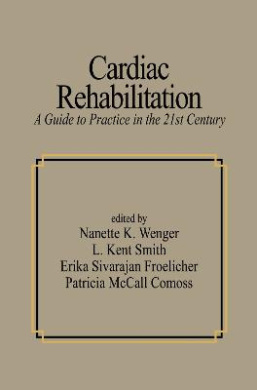 Cardiac
Rehabilitation
A Guide to Practice in the 21st Century
edited by
Nanette K. Wenger
L. Kent Smith
Erika Sivarajan Froelicher
Patricia McCall Comoss